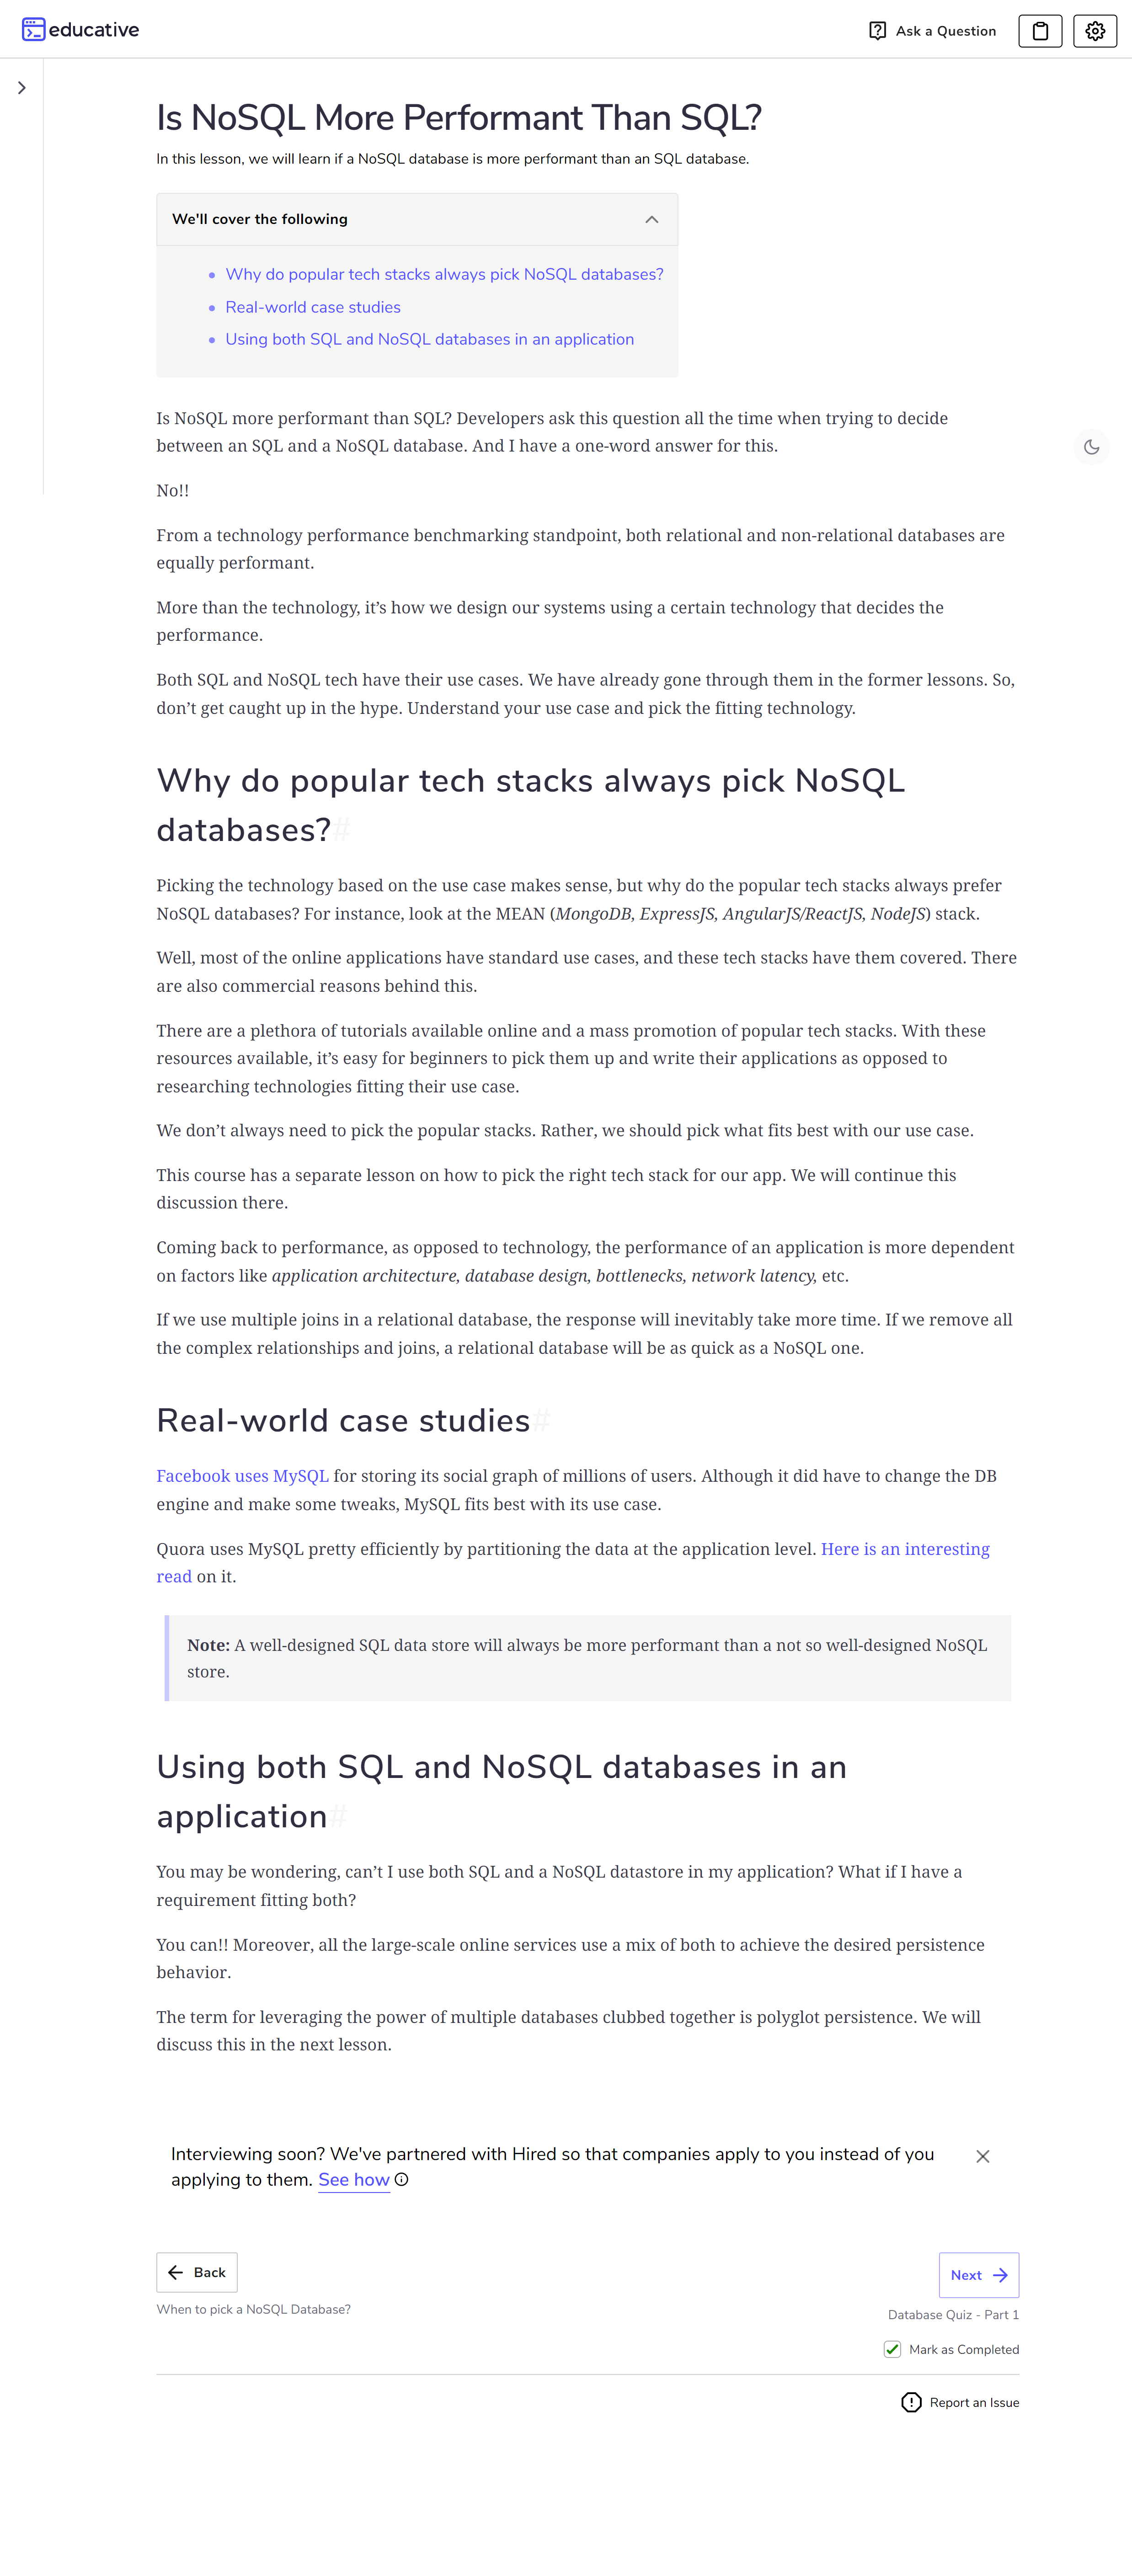 educative
Ask a Question
Is NoSQL More Performant Than SQL?
In this lesson, we will learn if a NoSQL database is more performant than an SQL database.
We'll cover the following
Why do popular tech stacks always pick NoSQL databases?
Real-world case studies
Using both SQL and NoSQL databases in an application
Is NoSQL more performant than SQL? Developers ask this question all the time when trying to decide
between an SQL and a NoSQL database. And I have a one-word answer for this.
No!!
From a technology performance benchmarking standpoint, both relational and non-relational databases are
equally performant.
More than the technology, it’s how we design our systems using a certain technology that decides the
performance.
Both SQL and NoSQL tech have their use cases. We have already gone through them in the former lessons. So,
don’t get caught up in the hype. Understand your use case and pick the fitting technology.
Why do popular tech stacks always pick NoSQL
databases?#
Picking the technology based on the use case makes sense, but why do the popular tech stacks always prefer
NoSQL databases? For instance, look at the MEAN (MongoDB, ExpressJS, AngularJS/ReactJS, NodeJS) stack.
Well, most of the online applications have standard use cases, and these tech stacks have them covered. There
are also commercial reasons behind this.
There are a plethora of tutorials available online and a mass promotion of popular tech stacks. With these
resources available, it’s easy for beginners to pick them up and write their applications as opposed to
researching technologies fitting their use case.
We don’t always need to pick the popular stacks. Rather, we should pick what fits best with our use case.
This course has a separate lesson on how to pick the right tech stack for our app. We will continue this
discussion there.
Coming back to performance, as opposed to technology, the performance of an application is more dependent
on factors like application architecture, database design, bottlenecks, network latency, etc.
If we use multiple joins in a relational database, the response will inevitably take more time. If we remove all
the complex relationships and joins, a relational database will be as quick as a NoSQL one.
Real-world case studies#
Facebook uses MySQL for storing its social graph of millions of users. Although it did have to change the DB
engine and make some tweaks, MySQL fits best with its use case.
Quora uses MySQL pretty efficiently by partitioning the data at the application level. Here is an interesting
read on it.
Note: A well-designed SQL data store will always be more performant than a not so well-designed NoSQL
store.
Using both SQL and NoSQL databases in an
application#
You may be wondering, can’t I use both SQL and a NoSQL datastore in my application? What if I have a
requirement fitting both?
You can!! Moreover, all the large-scale online services use a mix of both to achieve the desired persistence
behavior.
The term for leveraging the power of multiple databases clubbed together is polyglot persistence. We will
discuss this in the next lesson.
Interviewing soon? We've partnered with Hired so that companies apply to you instead of you
applying to them. See how
Back
Next
When to pick a NoSQL Database?
Database Quiz - Part 1
Mark as Completed
Report an Issue